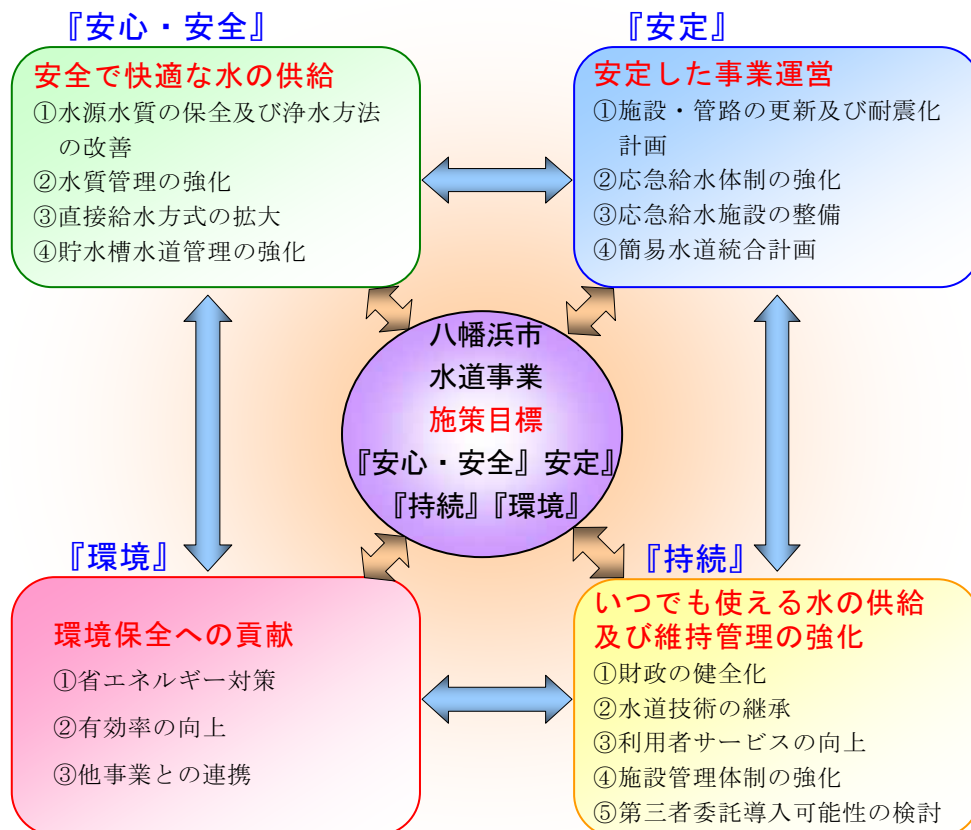 『安心・安全』
安全で快適な水の供給
①水源水質の保全及び浄水方法
の改善
②水質管理の強化
③直接給水方式の拡大
④貯水槽水道管理の強化
『安定』
安定した事業運営
①施設・管路の更新及び耐震化
計画
②応急給水体制の強化
③応急給水施設の整備
④簡易水道統合計画
八幡浜市
水道事業
施策目標
『安心・安全』安定』
『持続』『環境』
『環境』
環境保全への貢献
①省エネルギー対策
②有効率の向上
③他事業との連携
『持続』
いつでも使える水の供給
及び維持管理の強化
①財政の健全化
②水道技術の継承
③利用者サービスの向上
④施設管理体制の強化
⑤第三者委託導入可能性の検討